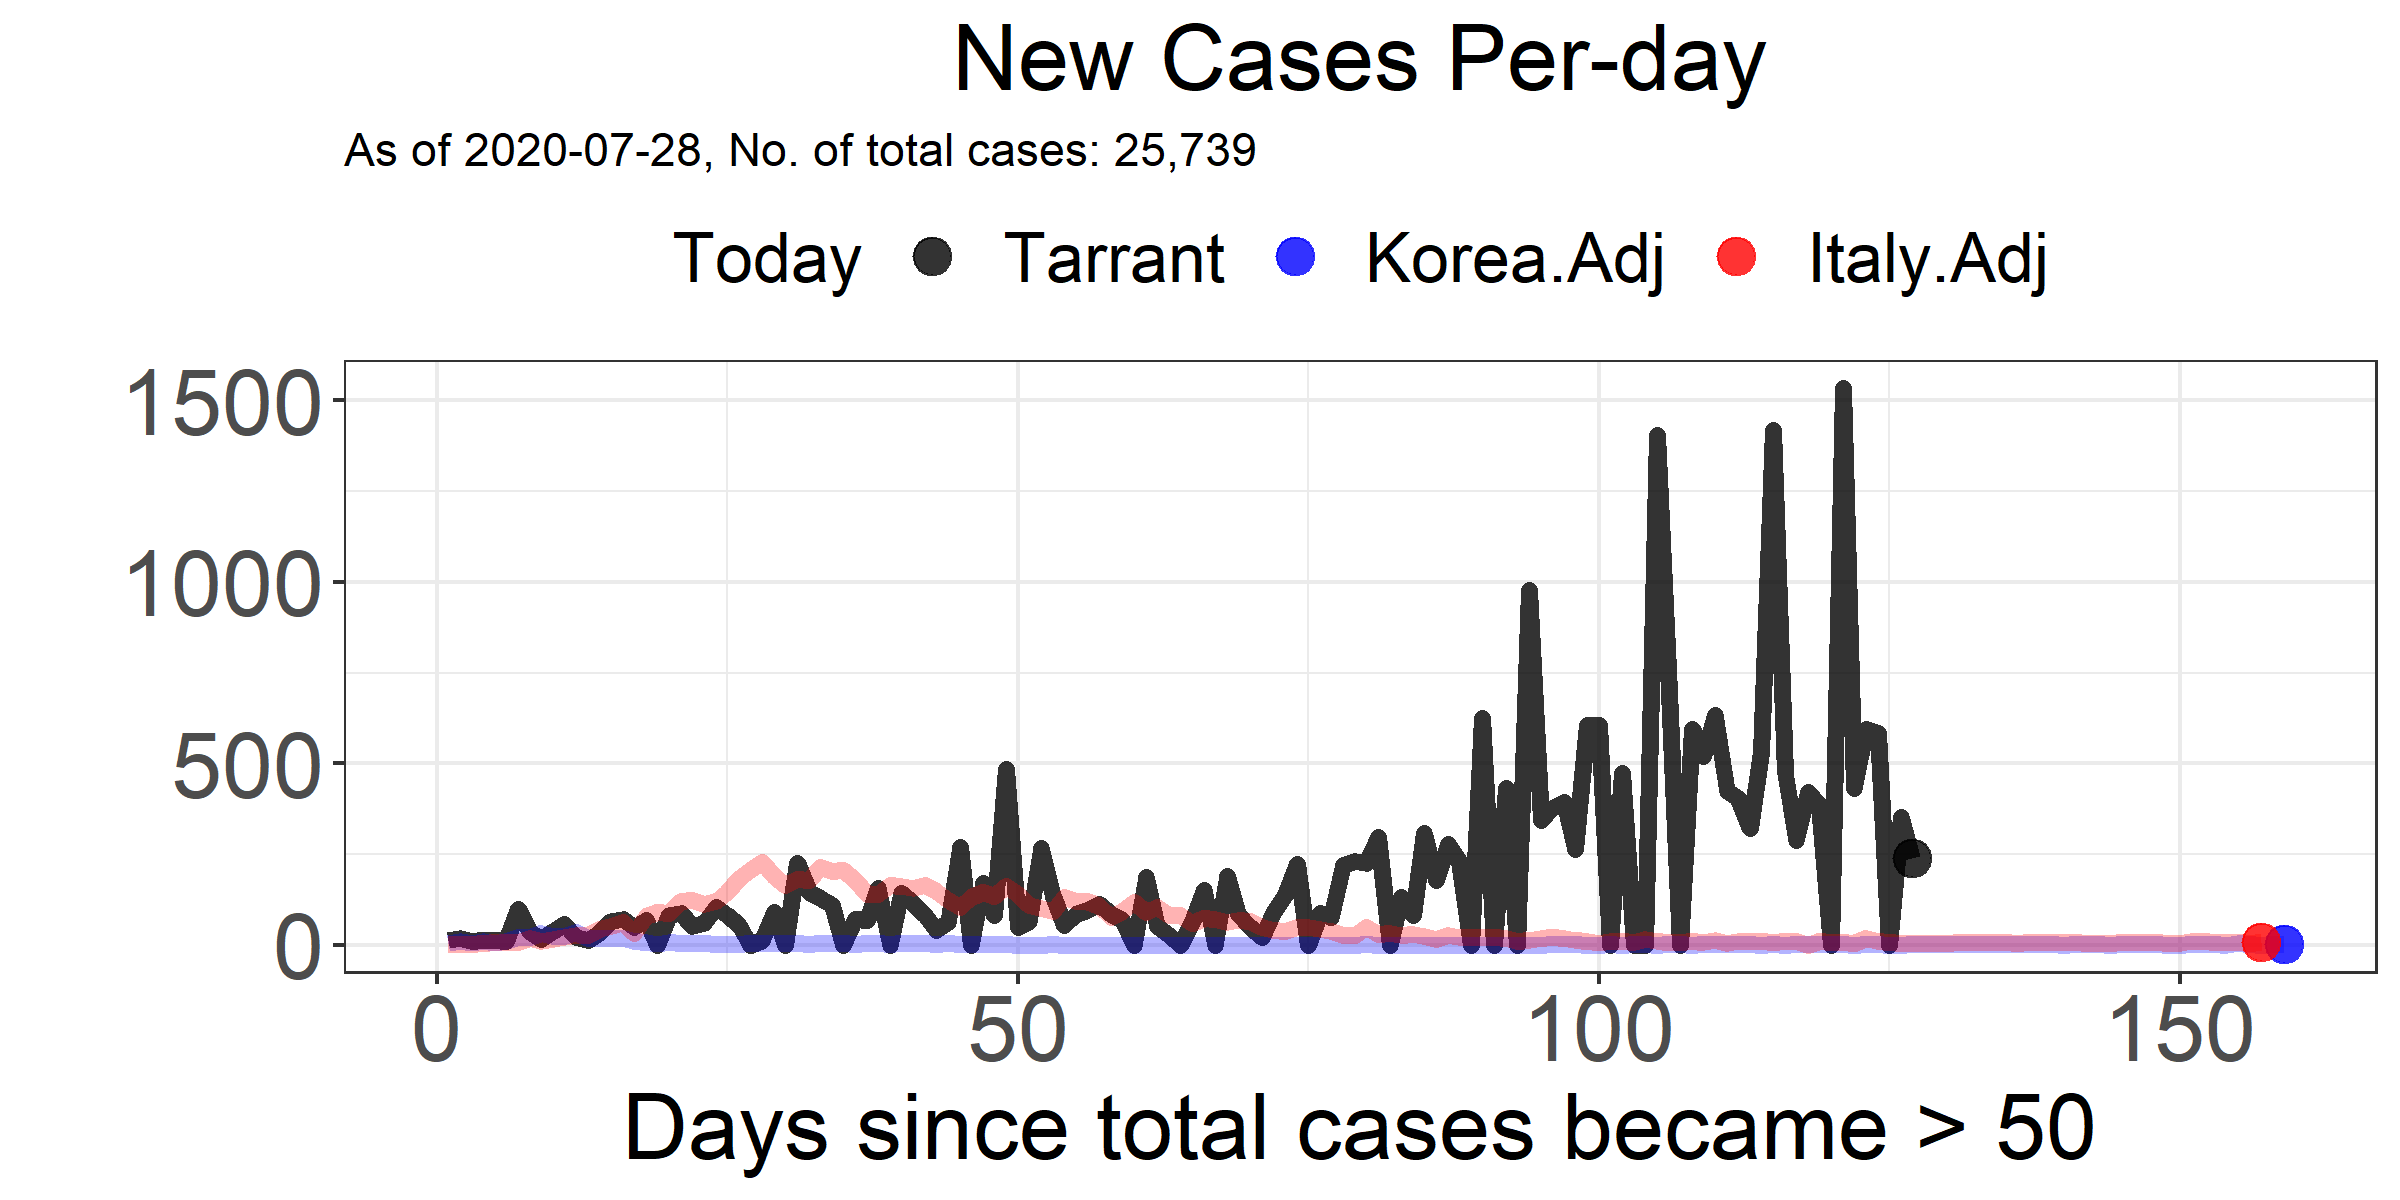 New Cases Per-day
As of 2020-07-28, No. of total cases: 25,739
Today Tarrant Korea.Adj Italy.Adj
1500
1000
500
0
0 50 100 150
Days since total cases became > 50